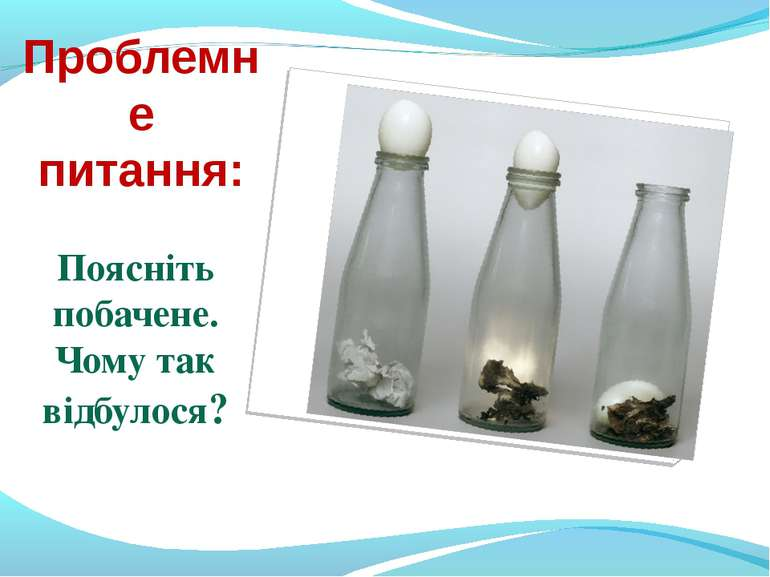 Проблемн
е
питання:
Поясніть
побачене.
Чому так
відбулося?